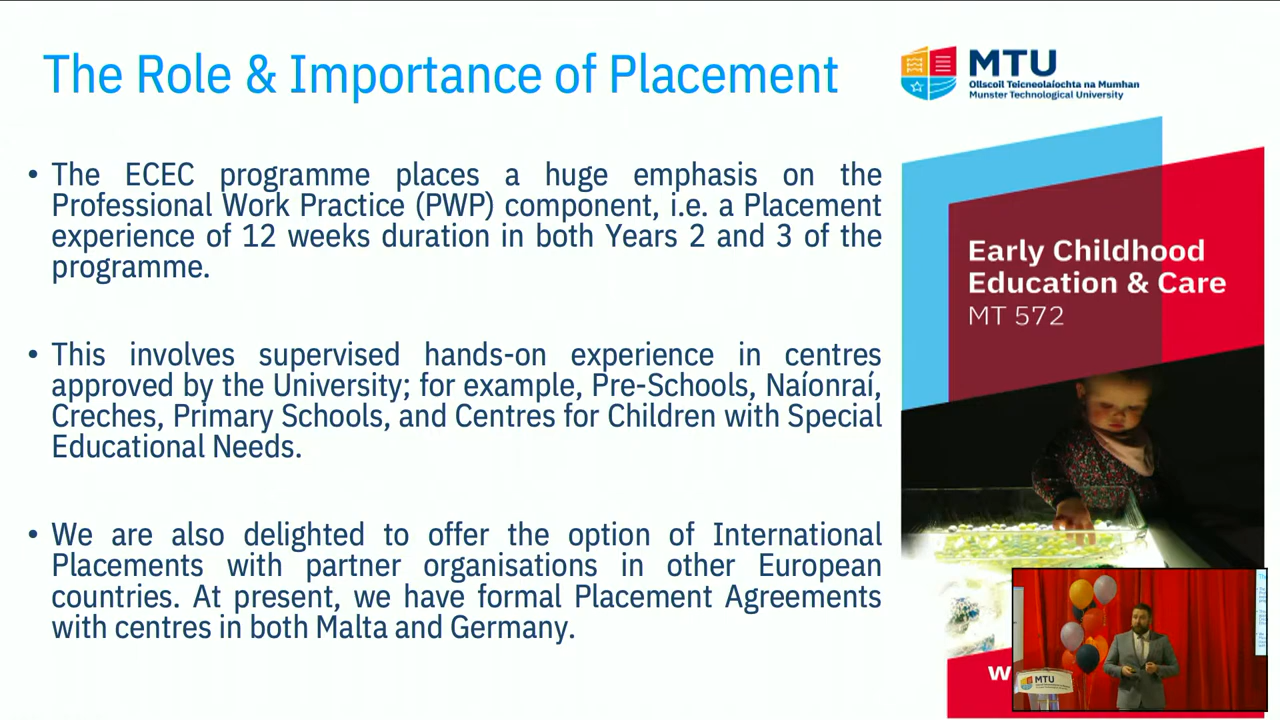 The Role & Importance of Placement
MTU
Ollscoil Teicneolaíochta na Mumhan
Munster Technological University
• The ECEC programme places a huge emphasis on the
Professional Work Practice (PWP) component, i.e. a Placement
experience of 12 weeks duration in both Years 2 and 3 of the
programme.
• This involves supervised hands-on experience in centres
approved by the University; for example, Pre-Schools, Naíonraí,
Creches, Primary Schools, and Centres for Children with Special
Educational Needs.
• We are also delighted to offer the option of International
Placements with partner organisations in other European
countries. At present, we have formal Placement Agreements
with centres in both Malta and Germany.
Early Childhood
Education & Care
MT 572
w
MTU